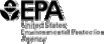 EPA
United States
Environmental Protection
Agency